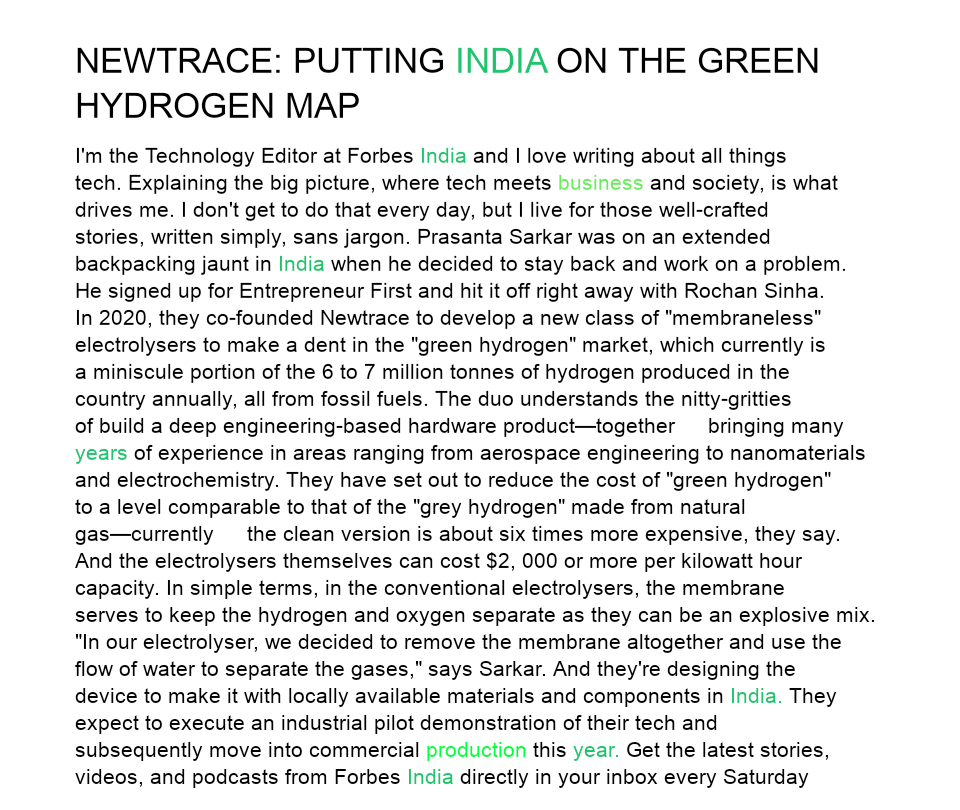 NEWTRACE: PUTTING INDIA ON THE GREEN
HYDROGEN MAP
I'm the Technology Editor at Forbes India and I love writing about all things
tech. Explaining the big picture, where tech meets business and society, is what
drives me. I don't get to do that every day, but I live for those well-crafted
stories, written simply, sans jargon. Prasanta Sarkar was on an extended
backpacking jaunt in India when he decided to stay back and work on a problem.
He signed up for Entrepreneur First and hit it off right away with Rochan Sinha.
In 2020, they co-founded Newtrace to develop a new class of "membraneless"
electrolysers to make a dent in the "green hydrogen" market, which currently is
a miniscule portion of the 6 to 7 million tonnes of hydrogen produced in the
country annually, all from fossil fuels. The duo understands the nitty-gritties
of build a deep engineering-based hardware product—together bringing many
years of experience in areas ranging from aerospace engineering to nanomaterials
and electrochemistry. They have set out to reduce the cost of "green hydrogen"
to a level comparable to that of the "grey hydrogen" made from natural
gas—currently the clean version is about six times more expensive, they say.
And the electrolysers themselves can cost $2, 000 or more per kilowatt hour
capacity. In simple terms, in the conventional electrolysers, the membrane
serves to keep the hydrogen and oxygen separate as they can be an explosive mix.
"In our electrolyser, we decided to remove the membrane altogether and use the
flow of water to separate the gases," says Sarkar. And they're designing the
device to make it with locally available materials and components in India. They
expect to execute an industrial pilot demonstration of their tech and
subsequently move into commercial production this year. Get the latest stories,
videos, and podcasts from Forbes India directly in your inbox every Saturday